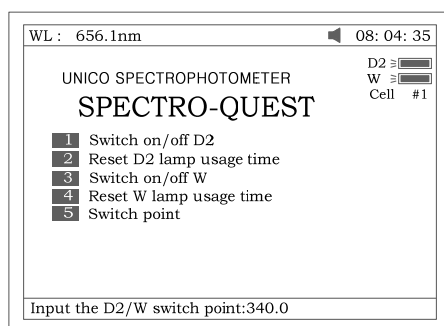 WL : 656.1nm 08: 04: 35
D2
W
Cell #1
UNICO SPECTROPHOTOMETER
SPECTRO-QUEST
1 Switch on/off D2
2 Reset D2 lamp usage time
3 Switch on/off W
4 Reset W lamp usage time
5 Switch point
Input the D2/W switch point:340.0